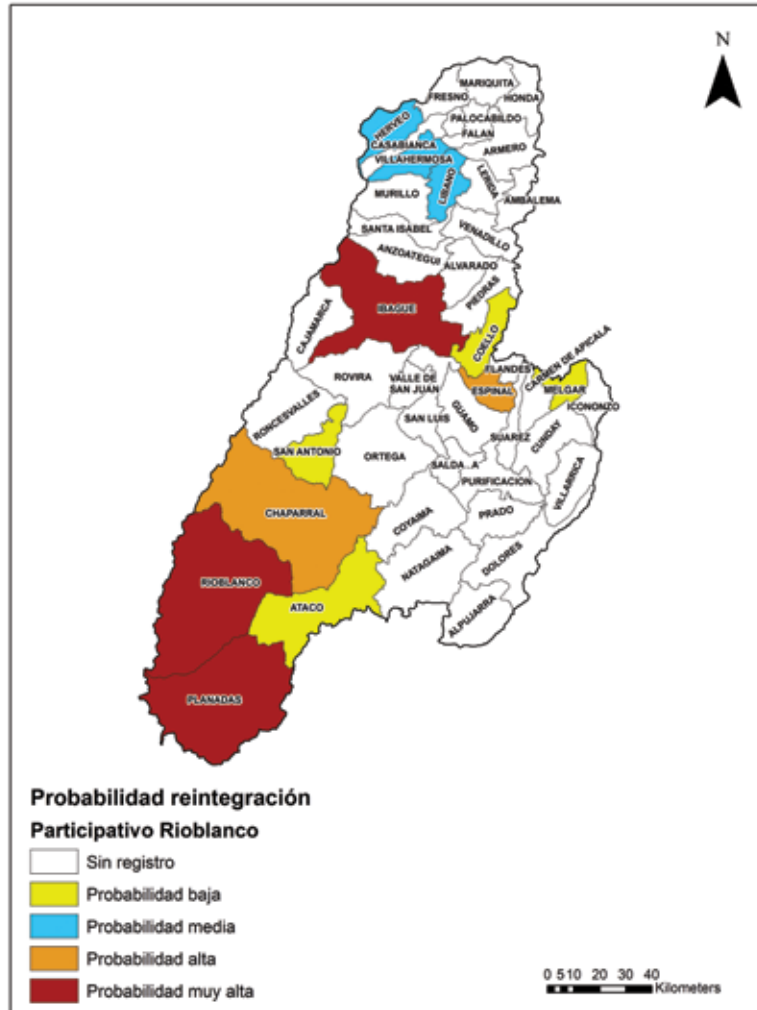 N
MARIQUITA
FRESNO
HONDA
PALOCABILDO
FALAN
HERVEO
CASABIANCA
ARMERO
VILLAHERMOSA
LERIDA
LIBANO
MURILLO
AMBALEMA
SANTA ISABEL
VENADILLO
ANZOATEGUI
ALVARADO
PIEDRAS
IBAGUE
CAJAMARCA
COELLO
CARMEN DE APICALA
FLANDES
ROVIRA
VALLE DE
SAN JUAN
ESPINAL
MELGAR
ICONONZO
RONCESVALLES
SAN LUIS
GUAMO
SUAREZ
CUNDAY
SAN ANTONIO
ORTEGA
SALDA..A
PURIFICACION
VILLARRICA
CHAPARRAL
COYAIMA
PRADO
NATAGAIMA
DOLORES
RIOBLANCO
ATACO
ALPUJARRA
PLANADAS
Probabilidad reintegración
Participativo Rioblanco
Sin registro
Probabilidad baja
Probabilidad media
Probabilidad alta
Probabilidad muy alta
0 5 10 20 30 40
Kilometers